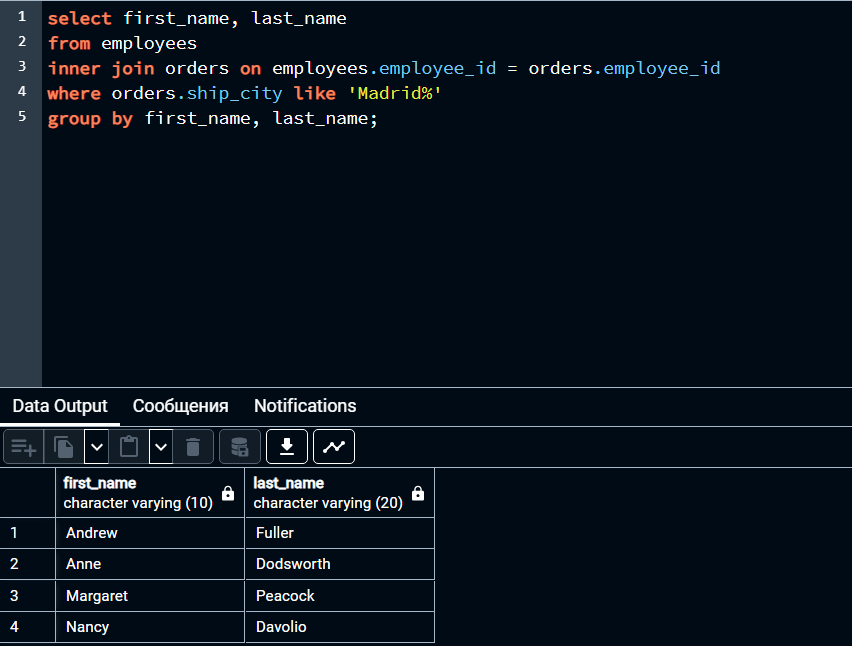 1 select first_name, last_name
2 from employees
3 inner join orders on employees.employee_id = orders.employee_id
4 where orders.ship_city like 'Madrid%'
5 group by first_name, last_name;
Data Output Сообщения Notifications
first_name last_name
character varying (10) character varying (20)
1 Andrew Fuller
2 Anne Dodsworth
3 Margaret Peacock
4 Nancy Davolio